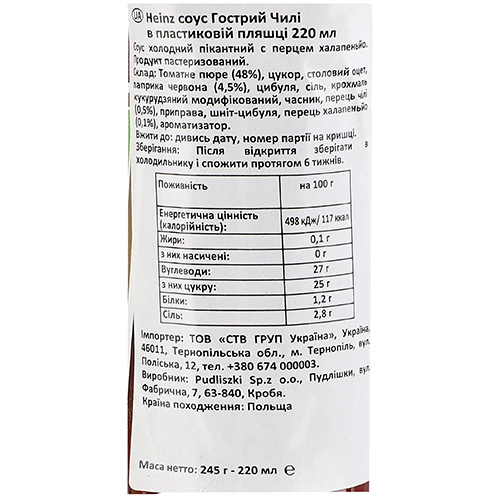 UA Heinz соус Гострий Чилі
в пластиковій пляшці 220 мл
Соус холодний пікантний с перцем халапеньйо.
Продукт пастеризований.
Склад: Томатне пюре (48%), цукор, столовий оцет,
паприка червона (4,5%), цибуля, сіль, крохмаль
кукурудзяний модифікований, часник, перець чілі
(0,5%), приправа, шніт-цибуля, перець халапеньйо
(0,1%), ароматизатор.
Вжити до: дивись дату, номер партії на кришці.
Зберігання: Після відкриття зберігати в
холодильнику і спожити протягом 6 тижнів.
Поживність на 100 г
Енергетична цінність
(калорійність): 498 кДж/ 117 ккал
Жири: 0,1 г
з них насичені 0 г
Вуглеводи: 27 г
з них цукру: 25 г
Білки: 1,2 г
Сіль: 2,8 г
Імпортер: ТОВ «СТВ ГРУП Україна», Україна,
46011, Тернопільська обл., м. Тернопіль, вул.
Поліська, 12, тел. +380 674 000003.
Виробник: Pudliszki Sp.z o.o., Пудлішки, вул.
Фабрична, 7, 63-840, Кробя.
Країна походження: Польща
Маса нетто: 245 г - 220 мл ℮